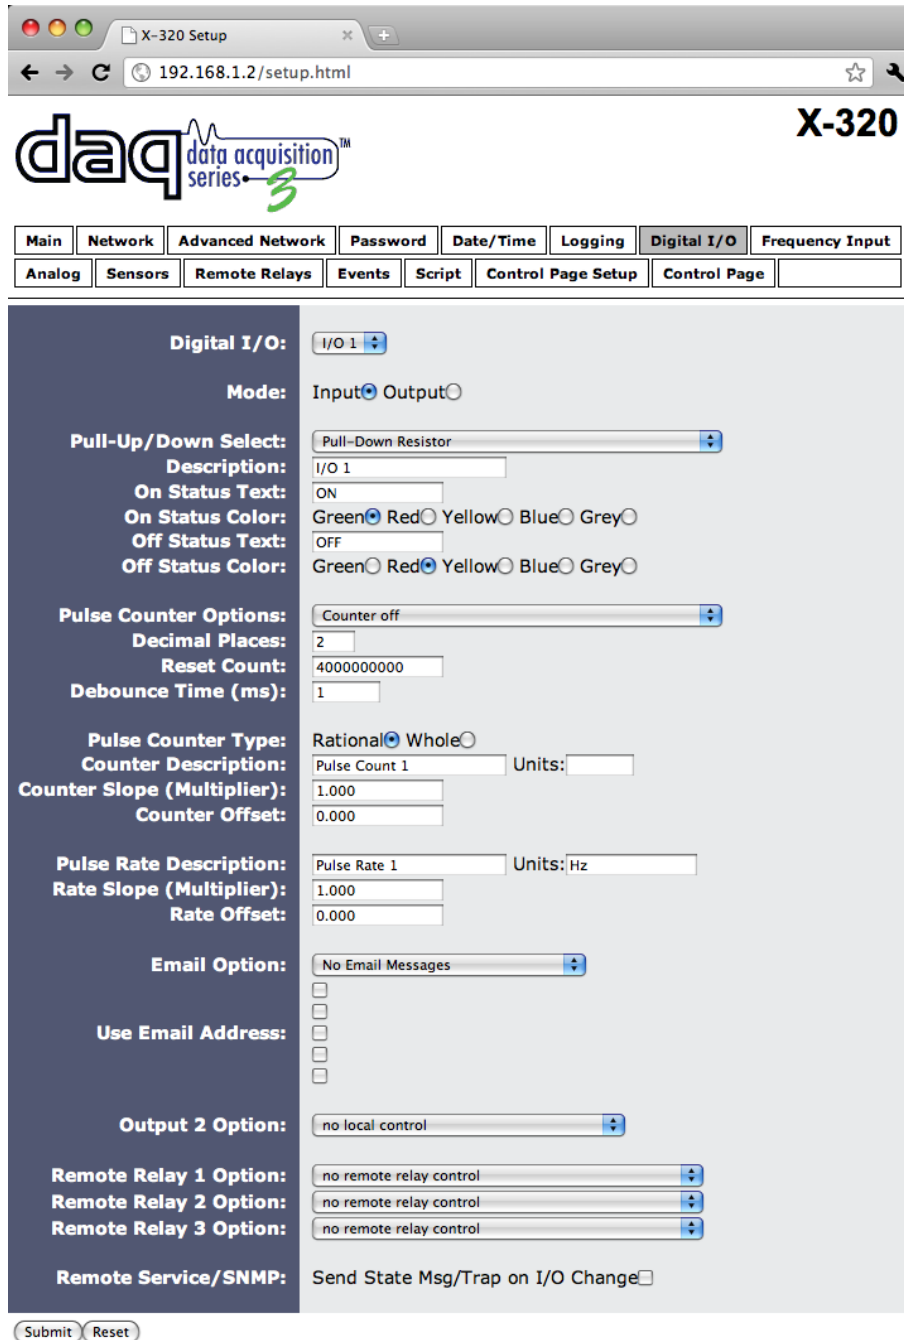 X-320 Setup
192.168.1.2/setup.html
daq data acquisition series 3 ™
X-320
Main Network Advanced Network Password Date/Time Logging Digital I/O Frequency Input
Analog Sensors Remote Relays Events Script Control Page Setup Control Page
Digital I/O: I/O 1
Mode: Input Output
Pull-Up/Down Select: Pull-Down Resistor
Description: I/O 1
On Status Text: ON
On Status Color: Green Red Yellow Blue Grey
Off Status Text: OFF
Off Status Color: Green Red Yellow Blue Grey
Pulse Counter Options: Counter off
Decimal Places: 2
Reset Count: 4000000000
Debounce Time (ms): 1
Pulse Counter Type: Rational Whole
Counter Description: Pulse Count 1 Units:
Counter Slope (Multiplier): 1.000
Counter Offset: 0.000
Pulse Rate Description: Pulse Rate 1 Units: Hz
Rate Slope (Multiplier): 1.000
Rate Offset: 0.000
Email Option: No Email Messages
Use Email Address:
Output 2 Option: no local control
Remote Relay 1 Option: no remote relay control
Remote Relay 2 Option: no remote relay control
Remote Relay 3 Option: no remote relay control
Remote Service/SNMP: Send State Msg/Trap on I/O Change
Submit Reset